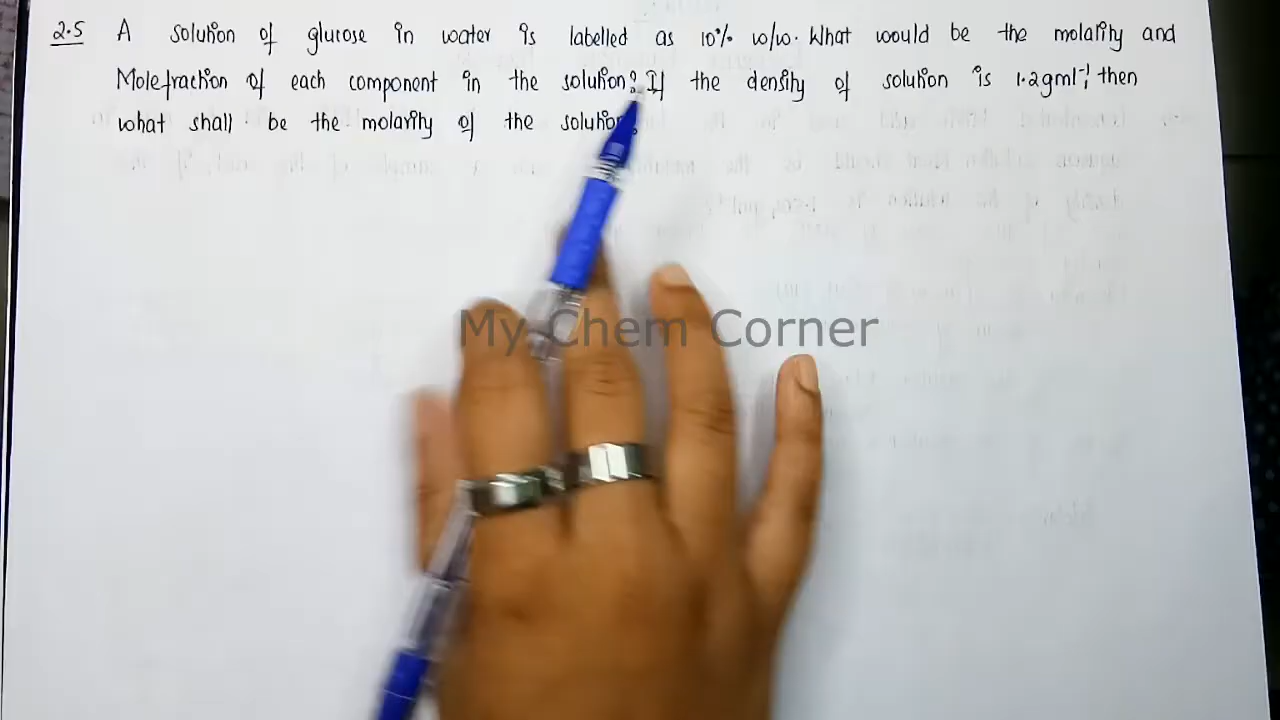 2.5 A solution of glucose in water is labelled as 10% w/w. What would be the molality and
Molefraction of each component in the solution? If the density of solution is 1.2gml⁻¹, then
what shall be the molarity of the solution?
My Chem Corner